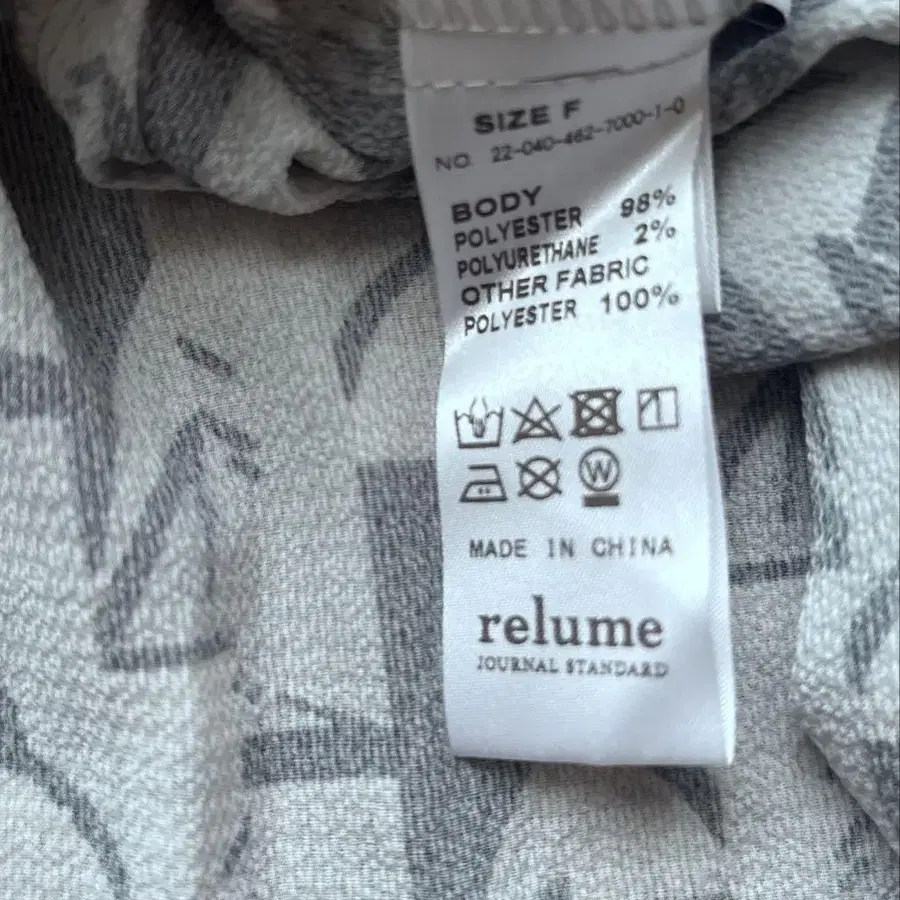 SIZE F
NO. 22-040-462-7000-1-0
BODY
POLYESTER 98%
POLYURETHANE 2%
OTHER FABRIC
POLYESTER 100%
W
MADE IN CHINA
relume
JOURNAL STANDARD